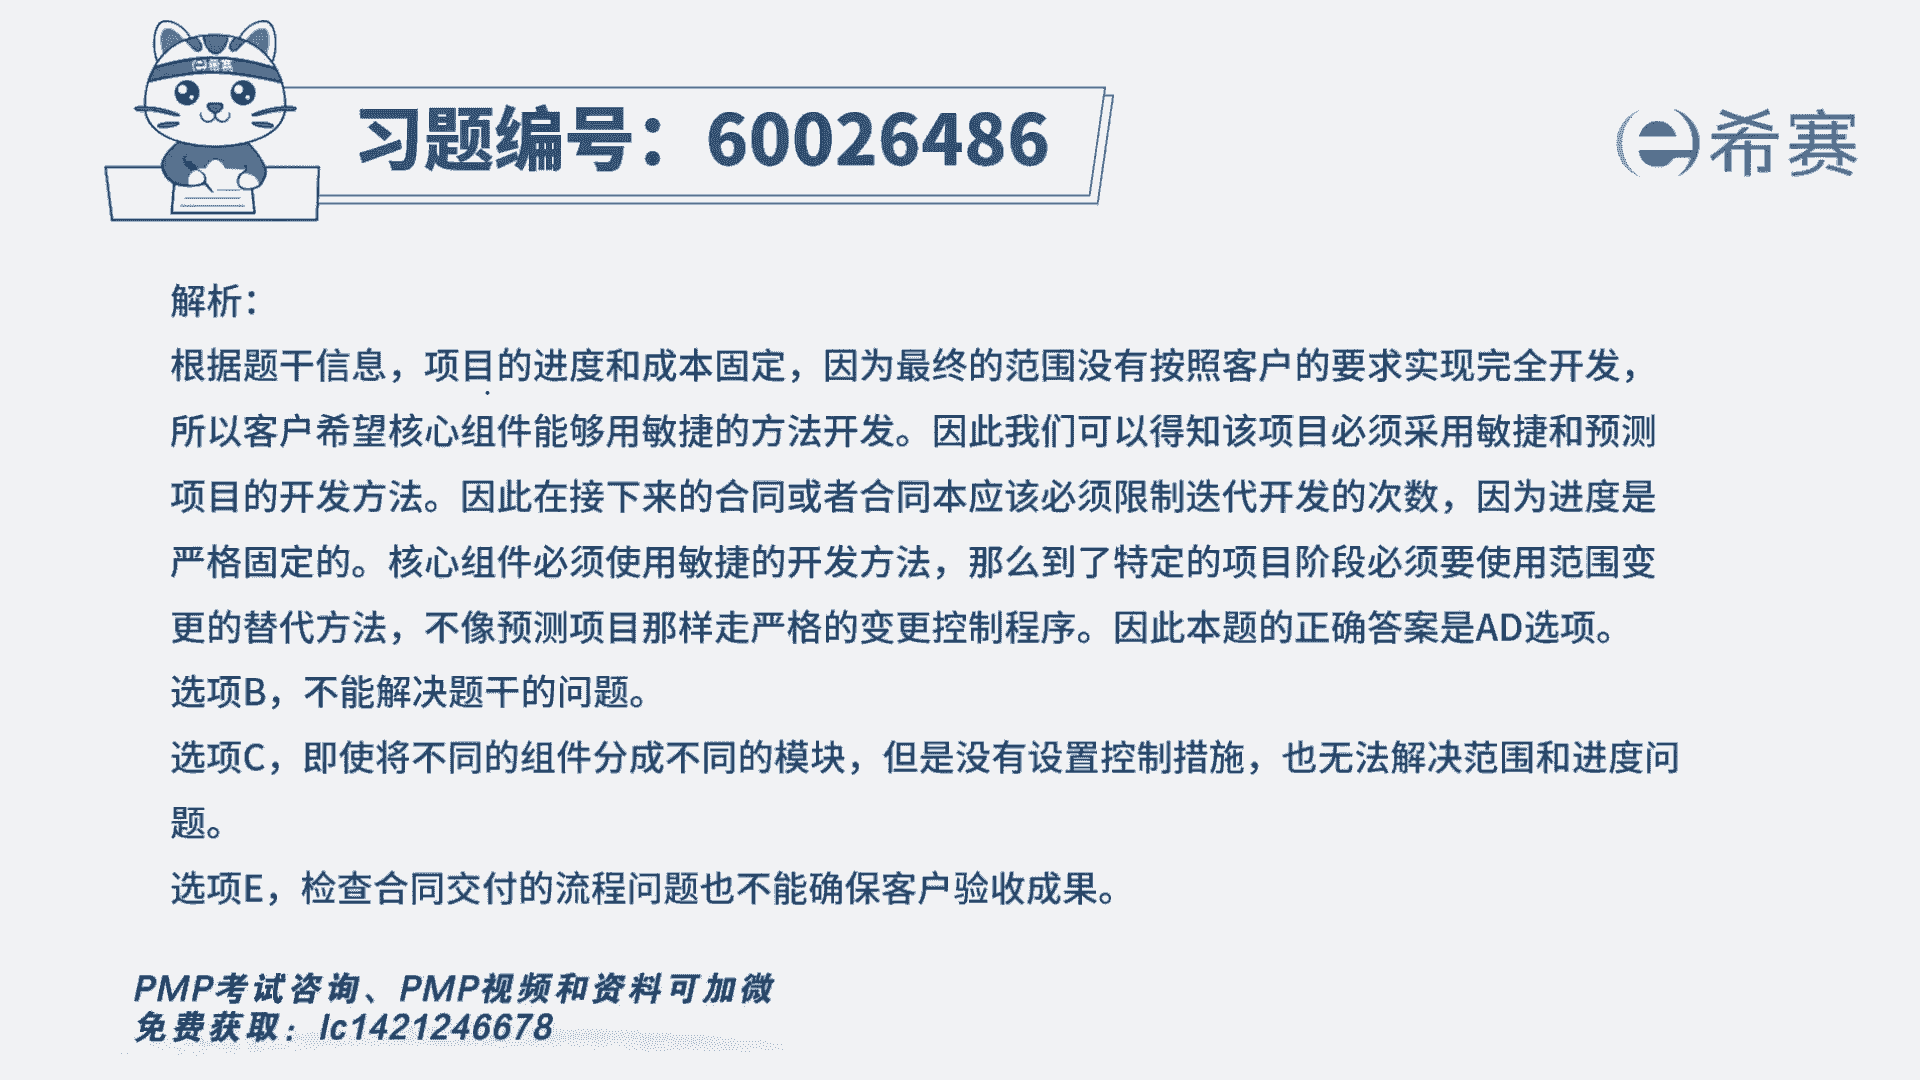 e希赛
习题编号：60026486
e希赛
解析：
根据题干信息，项目的进度和成本固定，因为最终的范围没有按照客户的要求实现完全开发，
所以客户希望核心组件能够用敏捷的方法开发。因此我们可以得知该项目必须采用敏捷和预测
项目的开发方法。因此在接下来的合同或者合同本应该必须限制迭代开发的次数，因为进度是
严格固定的。核心组件必须使用敏捷的开发方法，那么到了特定的项目阶段必须要使用范围变
更的替代方法，不像预测项目那样走严格的变更控制程序。因此本题的正确答案是AD选项。
选项B，不能解决题干的问题。
选项C，即使将不同的组件分成不同的模块，但是没有设置控制措施，也无法解决范围和进度问
题。
选项E，检查合同交付的流程问题也不能确保客户验收成果。
PMP考试咨询、PMP视频和资料可加微
免费获取：lc1421246678